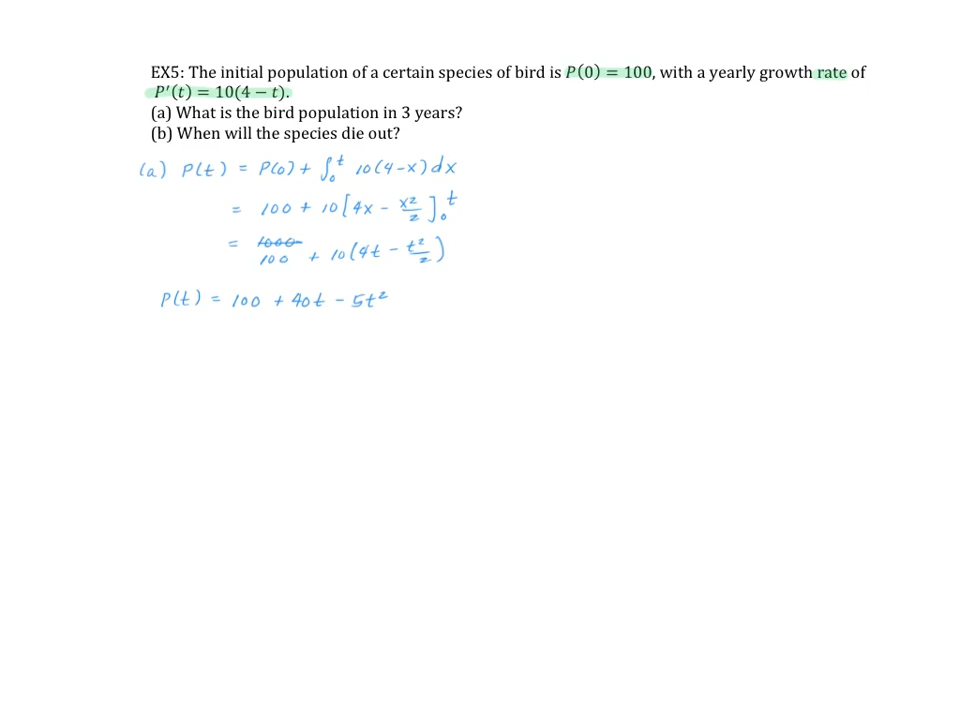 EX5: The initial population of a certain species of bird is P(0) = 100, with a yearly growth rate of
P′(t) = 10(4 − t).
(a) What is the bird population in 3 years?
(b) When will the species die out?
(a) P(t) = P(0) + ∫₀ᵗ 10(4-x)dx
= 100 + 10[4x - x²/2]₀ᵗ
= 1000
100 + 10(4t - t²/2)
P(t) = 100 + 40t - 5t²